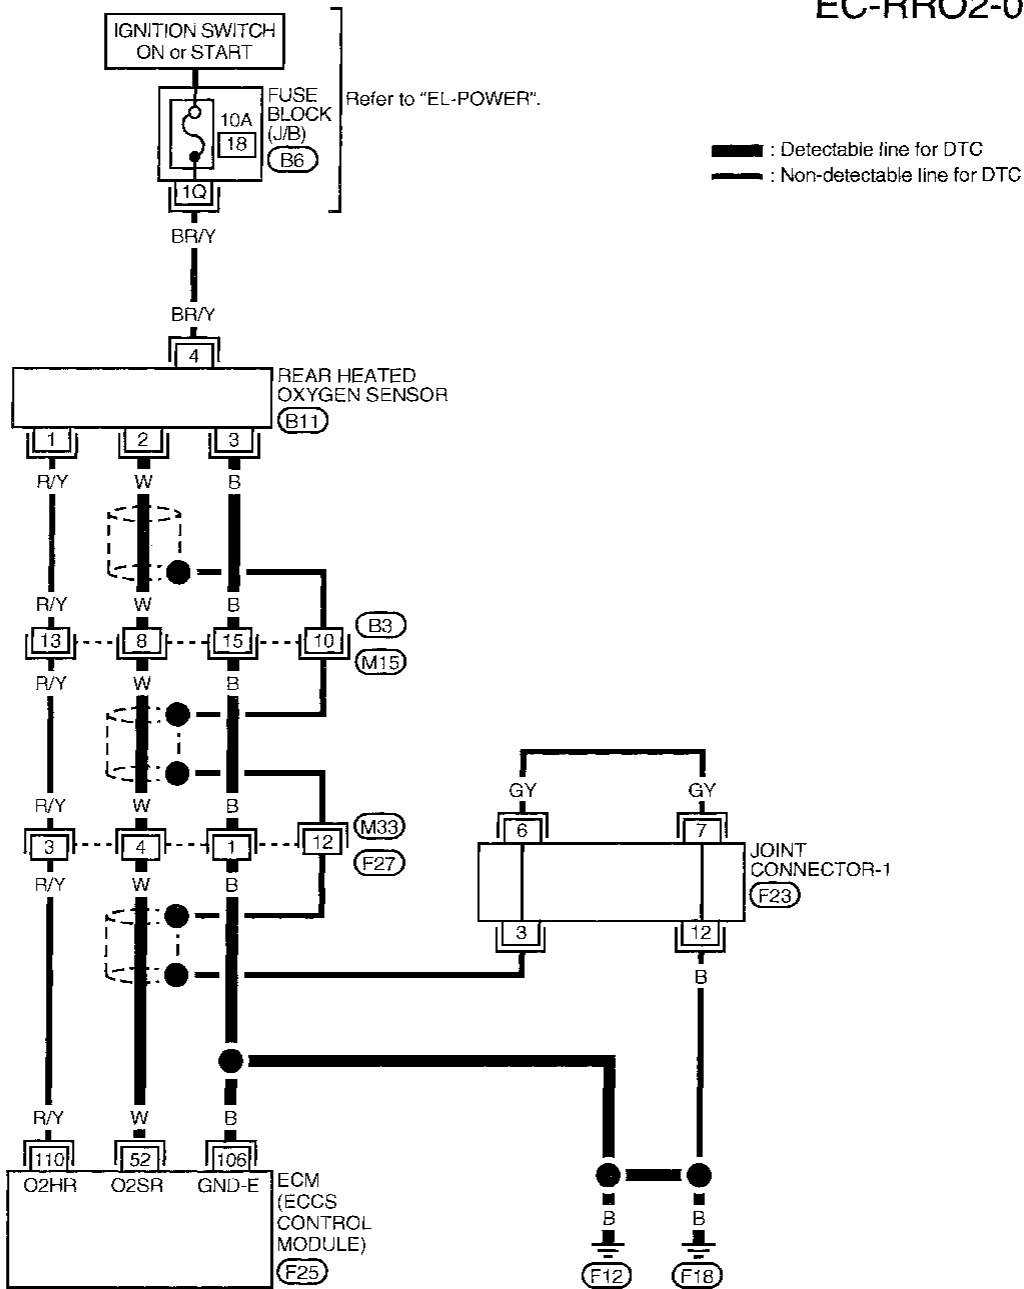 EC-RRO2-0
IGNITION SWITCH
ON or START
FUSE
BLOCK
(J/B)
B6
10A
18
1Q
Refer to "EL-POWER".
: Detectable line for DTC
: Non-detectable line for DTC
BR/Y
BR/Y
4
REAR HEATED
OXYGEN SENSOR
B11
1 2 3
R/Y W B
R/Y W B
13 8 15 10
B3
M15
R/Y W B
R/Y W B
3 4 1 12
M33
F27
R/Y W B
GY GY
6 7
JOINT
CONNECTOR-1
F23
3 12
B
R/Y W B
110 52 106
O2HR O2SR GND-E
ECM
(ECCS
CONTROL
MODULE)
F25
B B
F12 F18